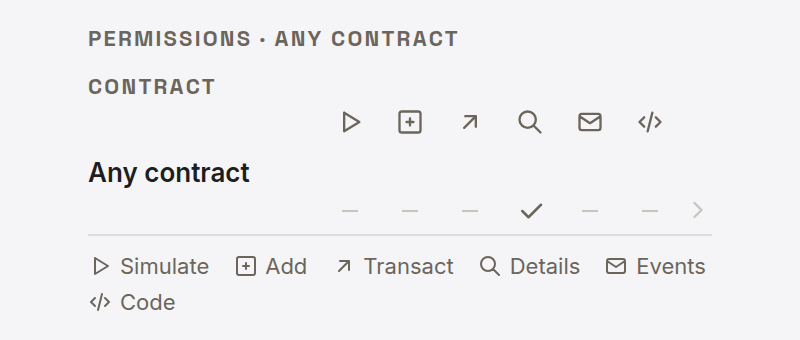 PERMISSIONS · ANY CONTRACT
CONTRACT
Any contract
Simulate Add Transact Details Events
Code